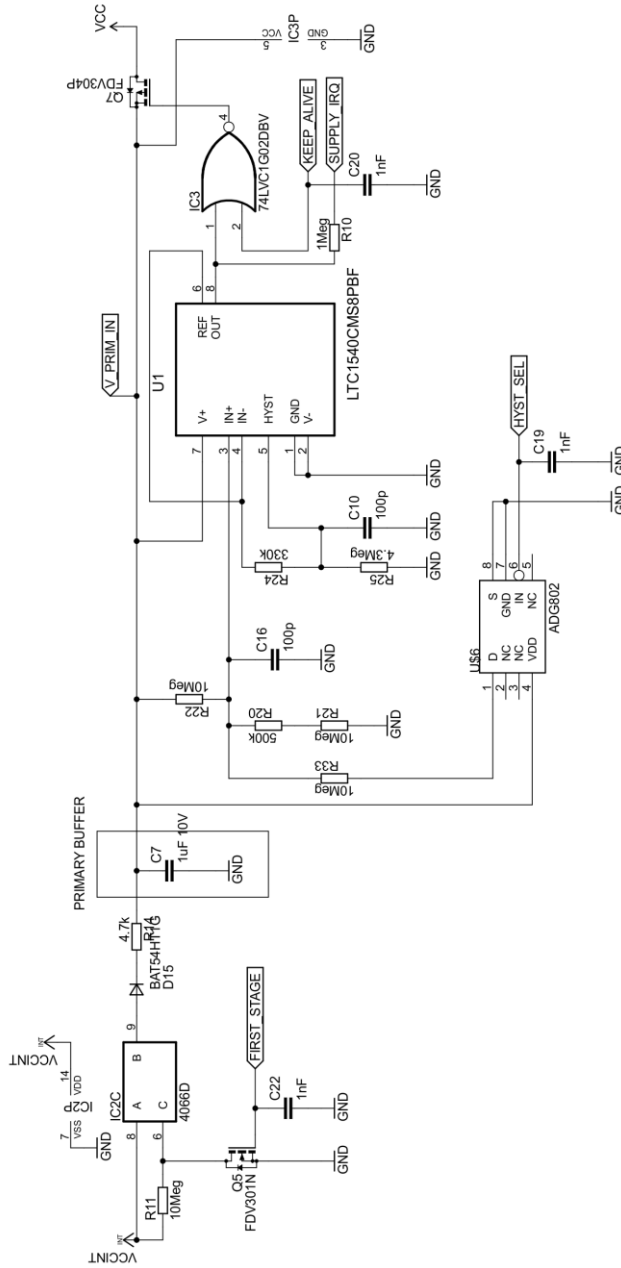 VCC
FDV304P
Q7
5
VCC
IC3P
GND
3
GND
4
IC3
74LVC1G02DBV
1
2
KEEP_ALIVE
SUPPLY_IRQ
C20
1nF
GND
1Meg
R10
V_PRIM_IN
6
8
REF
OUT
U1
LTC1540CMS8PBF
V+
IN+
IN-
HYST
GND
V-
7
3
4
5
1
2
GND
C10
100p
GND
330k
R24
4.3Meg
R25
GND
C16
100p
GND
10Meg
R22
500k
R20
10Meg
R21
GND
10Meg
R33
HYST_SEL
C19
1nF
GND
GND
8
7
6
5
S
GND
IN
NC
ADG802
U$6
D
NC
NC
VDD
1
2
3
4
PRIMARY BUFFER
C7
1uF 10V
GND
4.7k
R14
BAT54HT1G
D15
9
B
IC2C
4066D
A
C
8
6
VCCINT
INT
14
VDD
IC2P
VSS
7
GND
FIRST_STAGE
C22
1nF
GND
Q5
FDV301N
GND
R11
10Meg
INT
VCCINT